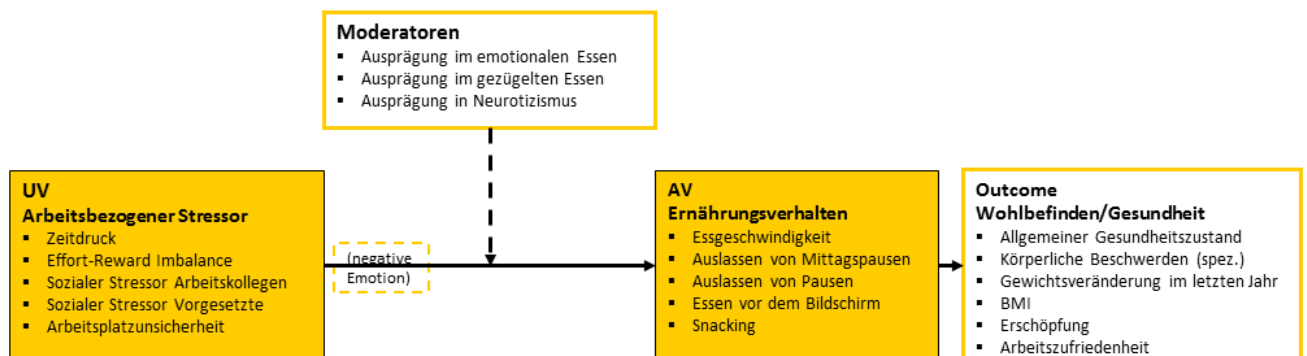 Moderatoren
▪ Ausprägung im emotionalen Essen
▪ Ausprägung im gezügelten Essen
▪ Ausprägung in Neurotizismus
UV
Arbeitsbezogener Stressor
▪ Zeitdruck
▪ Effort-Reward Imbalance
▪ Sozialer Stressor Arbeitskollegen
▪ Sozialer Stressor Vorgesetzte
▪ Arbeitsplatzunsicherheit
(negative
Emotion)
AV
Ernährungsverhalten
▪ Essgeschwindigkeit
▪ Auslassen von Mittagspausen
▪ Auslassen von Pausen
▪ Essen vor dem Bildschirm
▪ Snacking
Outcome
Wohlbefinden/Gesundheit
▪ Allgemeiner Gesundheitszustand
▪ Körperliche Beschwerden (spez.)
▪ Gewichtsveränderung im letzten Jahr
▪ BMI
▪ Erschöpfung
▪ Arbeitszufriedenheit